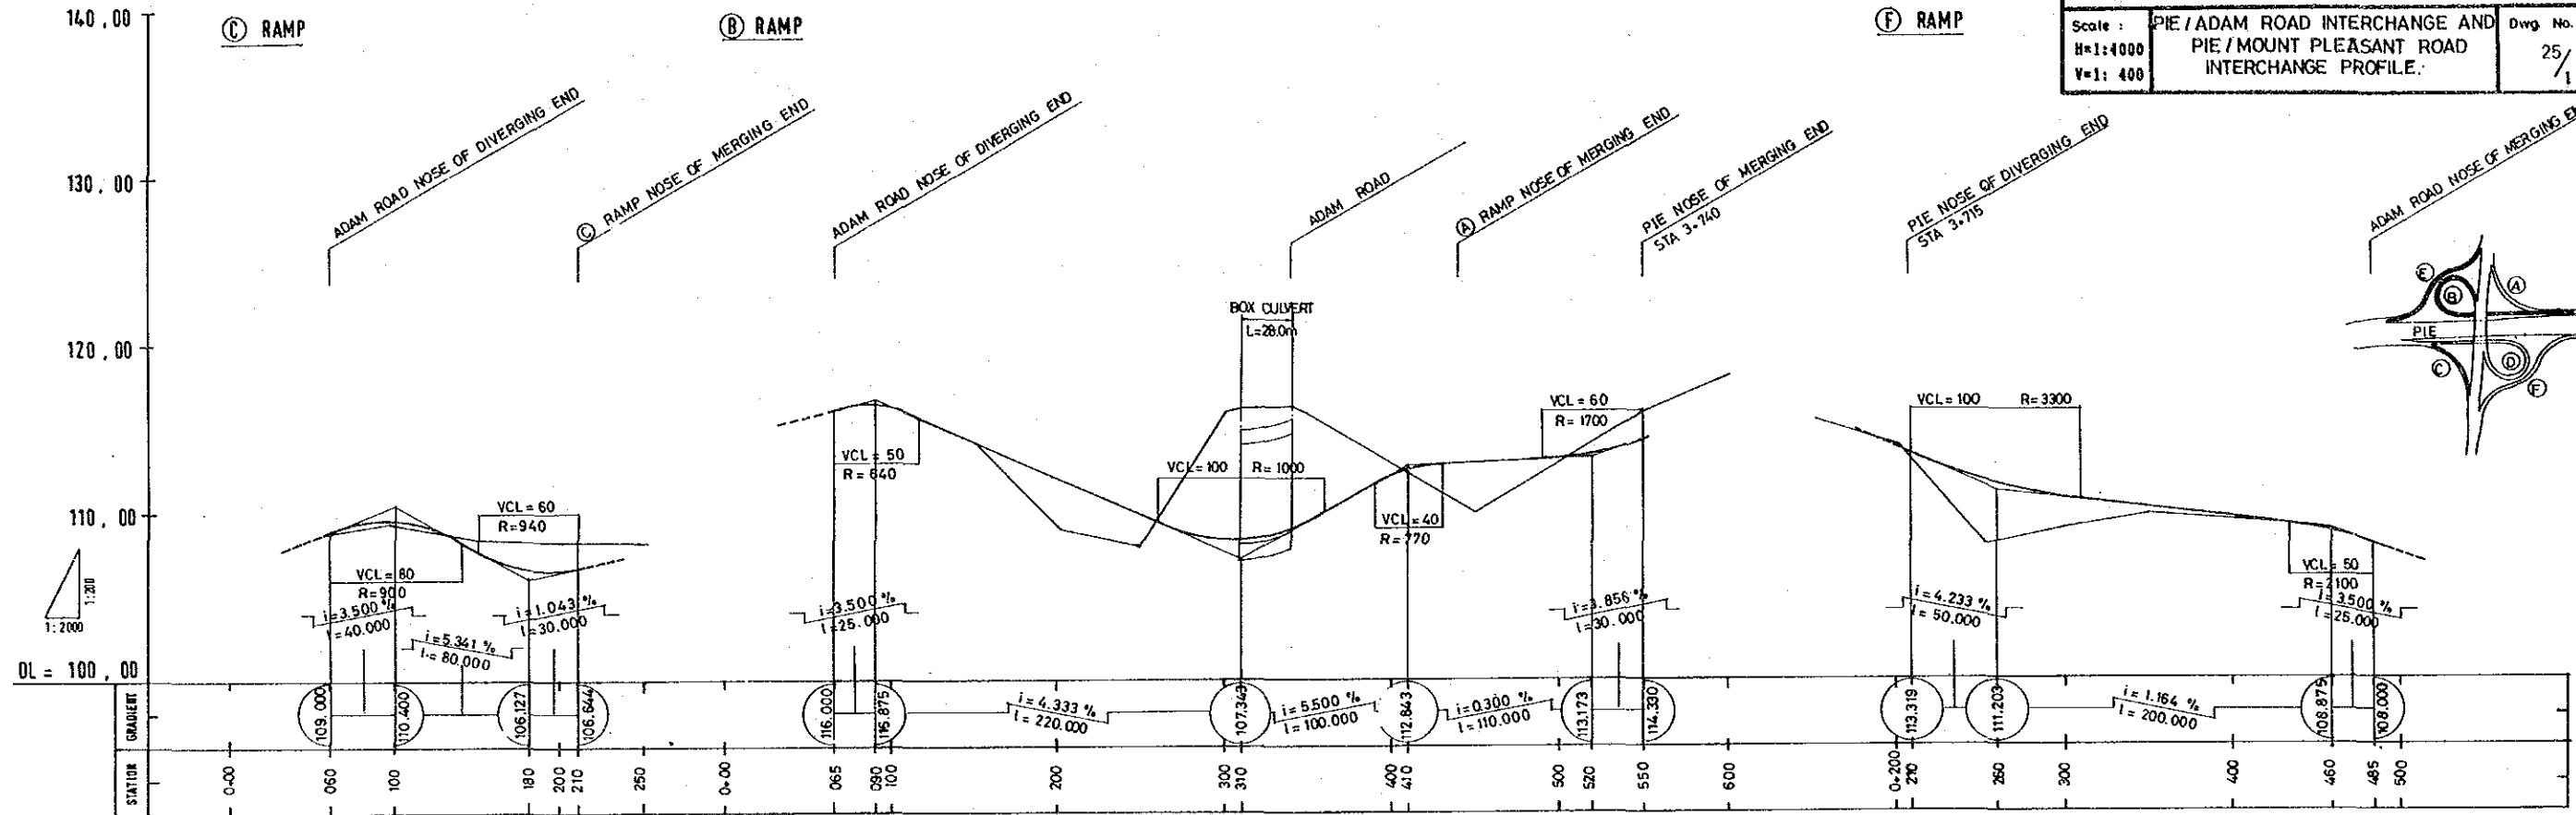 140.00
130.00
120.00
110.00
DL = 100.00
1:200
1:2000
GRADIENT
STATION
Ⓒ RAMP
Ⓑ RAMP
Ⓕ RAMP
Scale :
H=1:4000
V=1: 400
PIE/ADAM ROAD INTERCHANGE AND
PIE/MOUNT PLEASANT ROAD
INTERCHANGE PROFILE.
Dwg. No.
25/1
ADAM ROAD NOSE OF DIVERGING END
Ⓒ RAMP NOSE OF MERGING END
ADAM ROAD NOSE OF DIVERGING END
ADAM ROAD
Ⓐ RAMP NOSE OF MERGING END
PIE NOSE OF MERGING END
STA 3+740
PIE NOSE OF DIVERGING END
STA 3+715
ADAM ROAD NOSE OF MERGING
BOX CULVERT
L=28.0m
Ⓔ
Ⓑ
Ⓐ
PIE
Ⓒ
Ⓓ
Ⓕ
VCL = 80
R=900
VCL = 60
R=940
VCL = 50
R=640
VCL=100 R=1000
VCL=40
R=770
VCL = 60
R= 1700
VCL=100 R=3300
VCL = 50
R=2100
i=3.500 %
l=40.000
i=5.341 %
l= 80.000
i=1.043 %
l=30.000
i=3.500 %
l=25.000
i= 4.333 %
l= 220.000
i= 5.500 %
l= 100.000
i=0.300 %
l=110.000
i=3.856 %
l=30.000
i= 4.233 %
l= 50.000
i= 1.164 %
l= 200.000
i=3.500 %
l=25.000
109.000 110.400 106.127 106.644 116.000 116.875 107.343 112.843 113.173 114.330 113.319 111.203 108.875 108.000
0+00 060 100 180 200 210 250 0+00 065 090 100 200 300 310 400 410 500 520 550 600 0+200 210 260 300 400 460 485 500